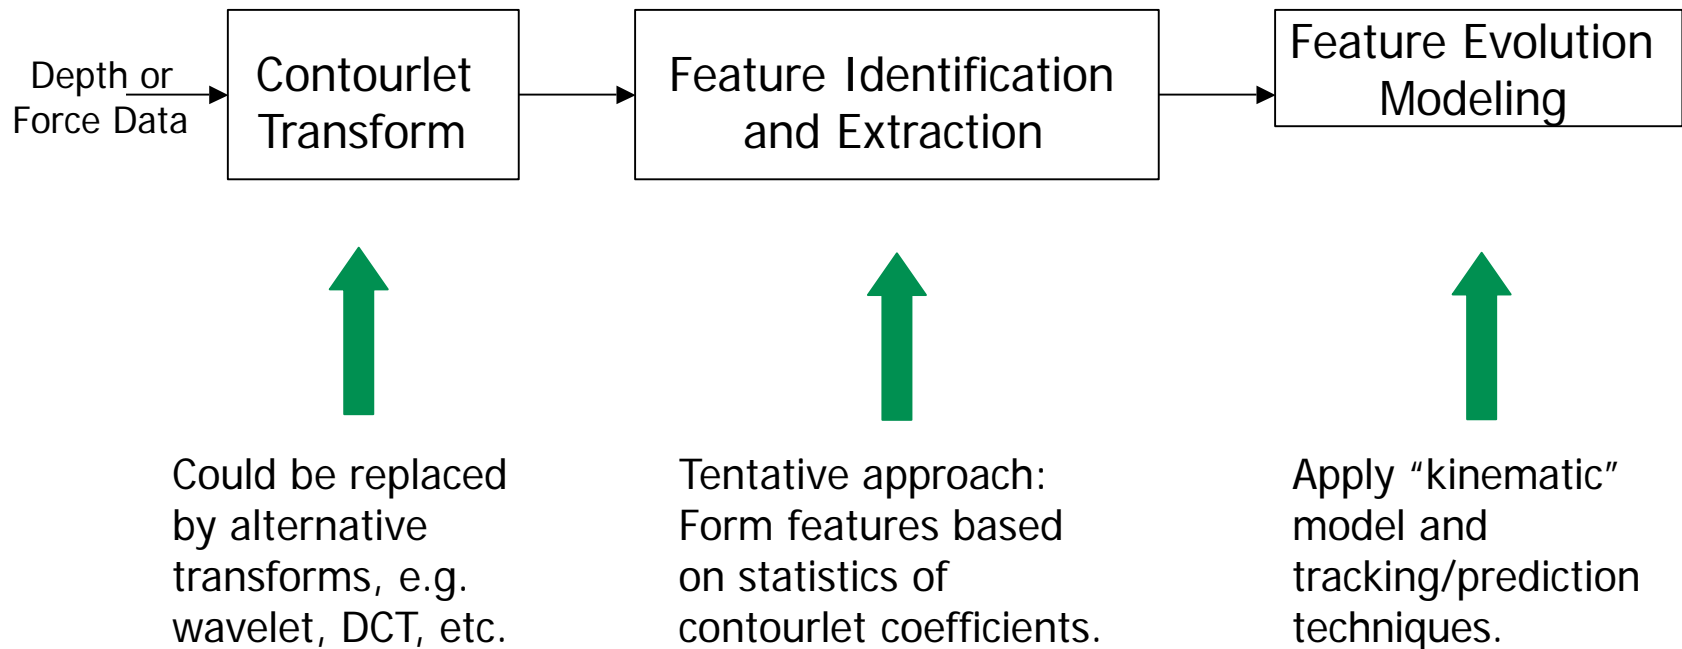 Depth or
Force Data
Contourlet
Transform
Feature Identification
and Extraction
Feature Evolution
Modeling
Could be replaced
by alternative
transforms, e.g.
wavelet, DCT, etc.
Tentative approach:
Form features based
on statistics of
contourlet coefficients.
Apply “kinematic”
model and
tracking/prediction
techniques.